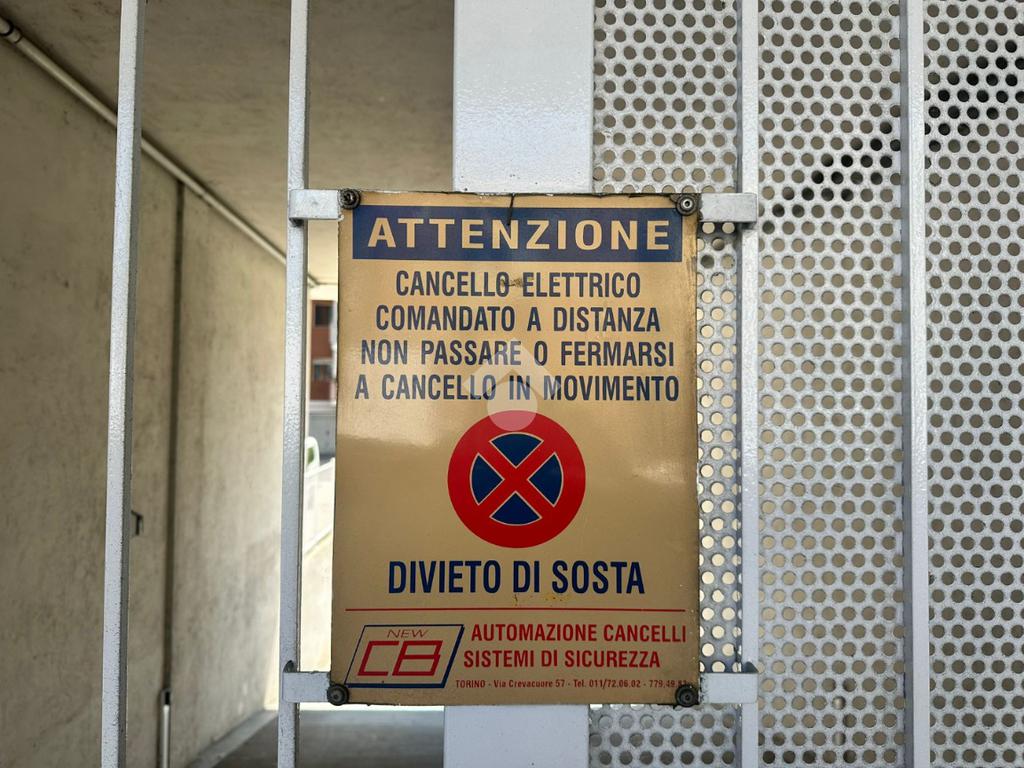 ATTENZIONE
CANCELLO ELETTRICO
COMANDATO A DISTANZA
NON PASSARE O FERMARSI
A CANCELLO IN MOVIMENTO
DIVIETO DI SOSTA
NEW
CB
AUTOMAZIONE CANCELLI
SISTEMI DI SICUREZZA
TORINO - Via Crevacuore 57 - Tel. 011/72.06.02 -